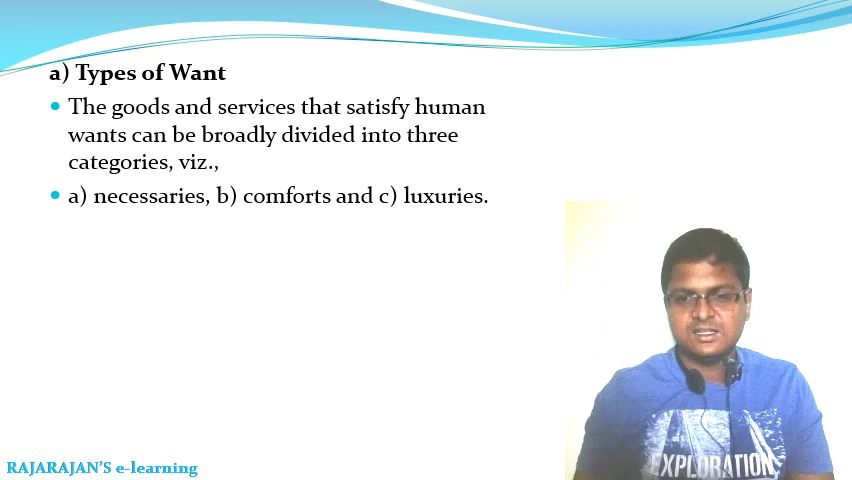 a) Types of Want
The goods and services that satisfy human
wants can be broadly divided into three
categories, viz.,
a) necessaries, b) comforts and c) luxuries.
EXPLORATION
RAJARAJAN'S e-learning